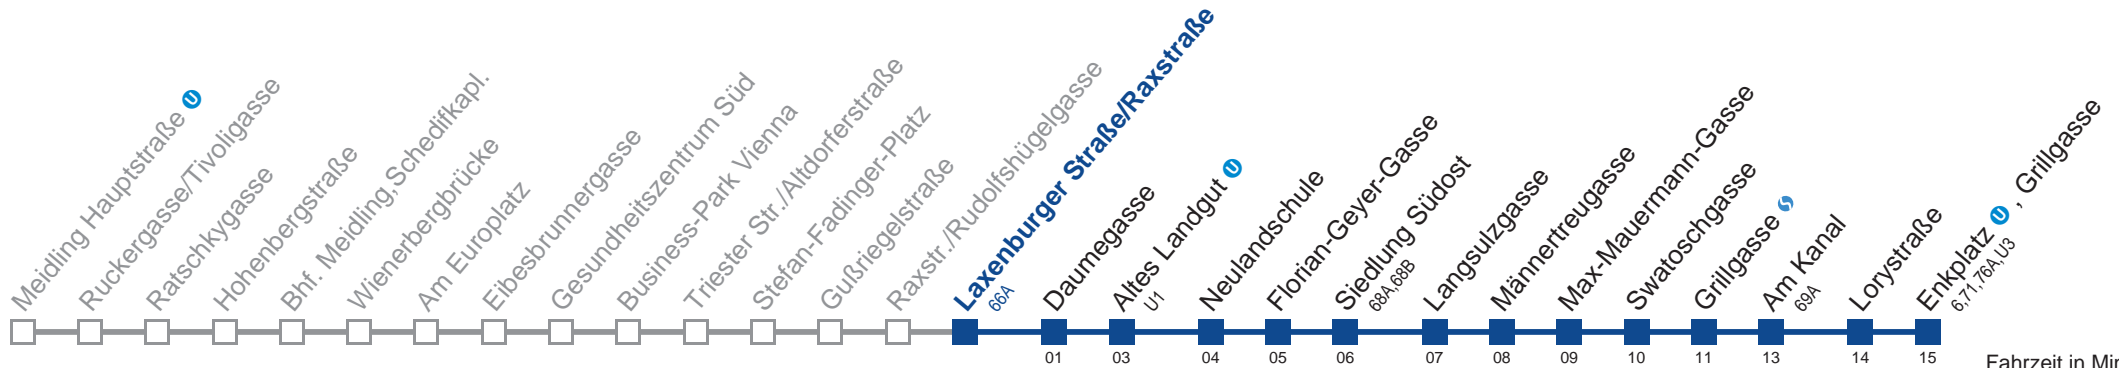 Meidling Hauptstraße U
Ruckergasse/Tivoligasse
Ratschkygasse
Hohenbergstraße
Bhf. Meidling,Schedifkapl.
Wienerbergbrücke
Am Europlatz
Eibesbrunnergasse
Gesundheitszentrum Süd
Business-Park Vienna
Triester Str./Altdorferstraße
Stefan-Fadinger-Platz
Gußriegelstraße
Raxstr./Rudolfshügelgasse
Laxenburger Straße/Raxstraße
66A
Daumegasse
Altes Landgut U
U1
Neulandschule
Florian-Geyer-Gasse
Siedlung Südost
68A,68B
Langsulzgasse
Männertreugasse
Max-Mauermann-Gasse
Swatoschgasse
Grillgasse S
Am Kanal
69A
Lorystraße
Enkplatz U , Grillgasse
6,71,76A,U3
01 03 04 05 06 07 08 09 10 11 13 14 15
Fahrzeit in Min